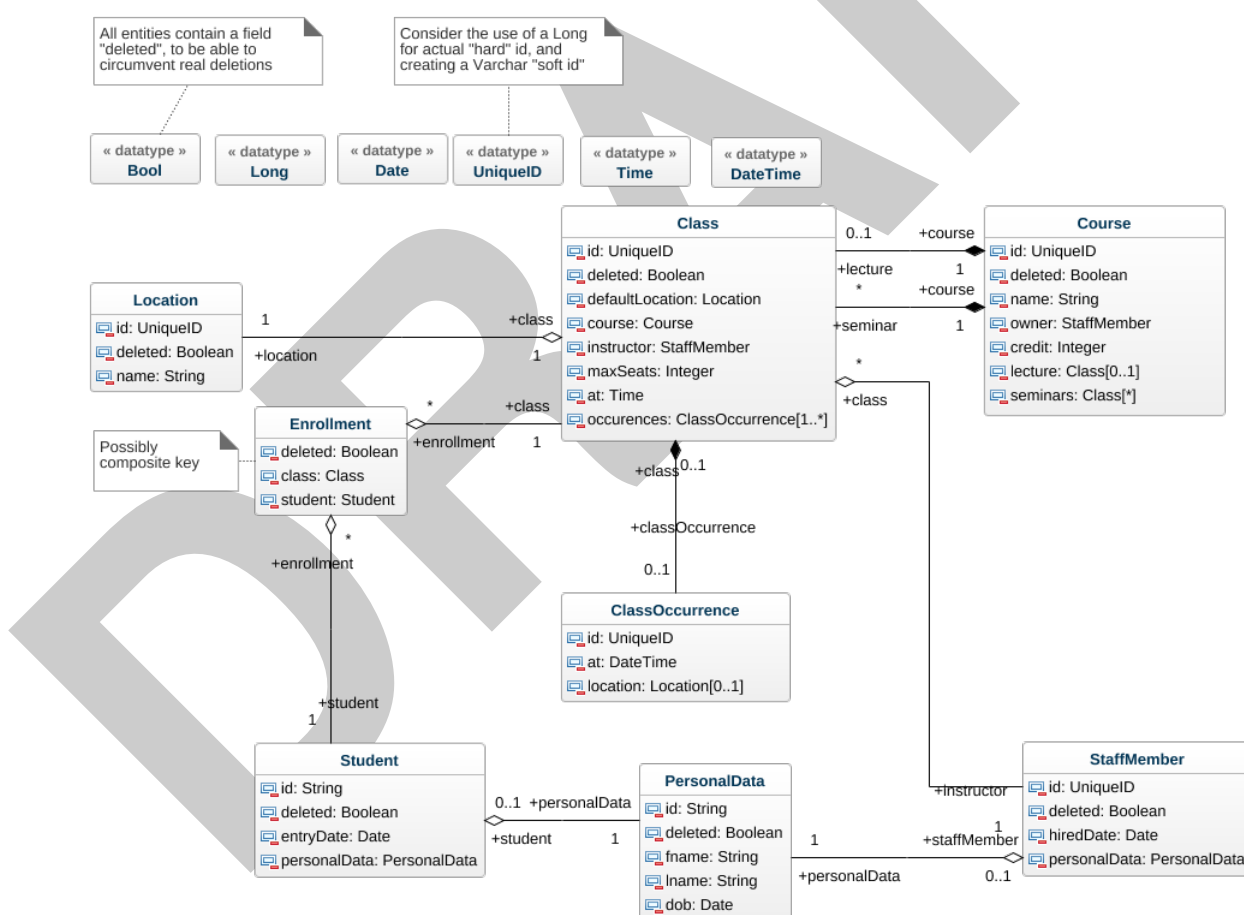 All entities contain a field
"deleted", to be able to
circumvent real deletions
Consider the use of a Long
for actual "hard" id, and
creating a Varchar "soft id"
« datatype »
Bool
« datatype »
Long
« datatype »
Date
« datatype »
UniqueID
« datatype »
Time
« datatype »
DateTime
Class
id: UniqueID
deleted: Boolean
defaultLocation: Location
course: Course
instructor: StaffMember
maxSeats: Integer
at: Time
occurences: ClassOccurrence[1..*]
0..1
+course
+lecture
1
*
+course
+seminar
1
Course
id: UniqueID
deleted: Boolean
name: String
owner: StaffMember
credit: Integer
lecture: Class[0..1]
seminars: Class[*]
Location
id: UniqueID
deleted: Boolean
name: String
1
+class
+location
1
*
+class
Enrollment
deleted: Boolean
class: Class
student: Student
*
+class
+enrollment
1
Possibly
composite key
+class
0..1
+classOccurrence
0..1
*
+enrollment
ClassOccurrence
id: UniqueID
at: DateTime
location: Location[0..1]
+student
1
Student
id: String
deleted: Boolean
entryDate: Date
personalData: PersonalData
0..1
+personalData
+student
1
PersonalData
id: String
deleted: Boolean
fname: String
lname: String
dob: Date
+instructor
1
1
+staffMember
+personalData
0..1
StaffMember
id: UniqueID
deleted: Boolean
hiredDate: Date
personalData: PersonalData
DRA